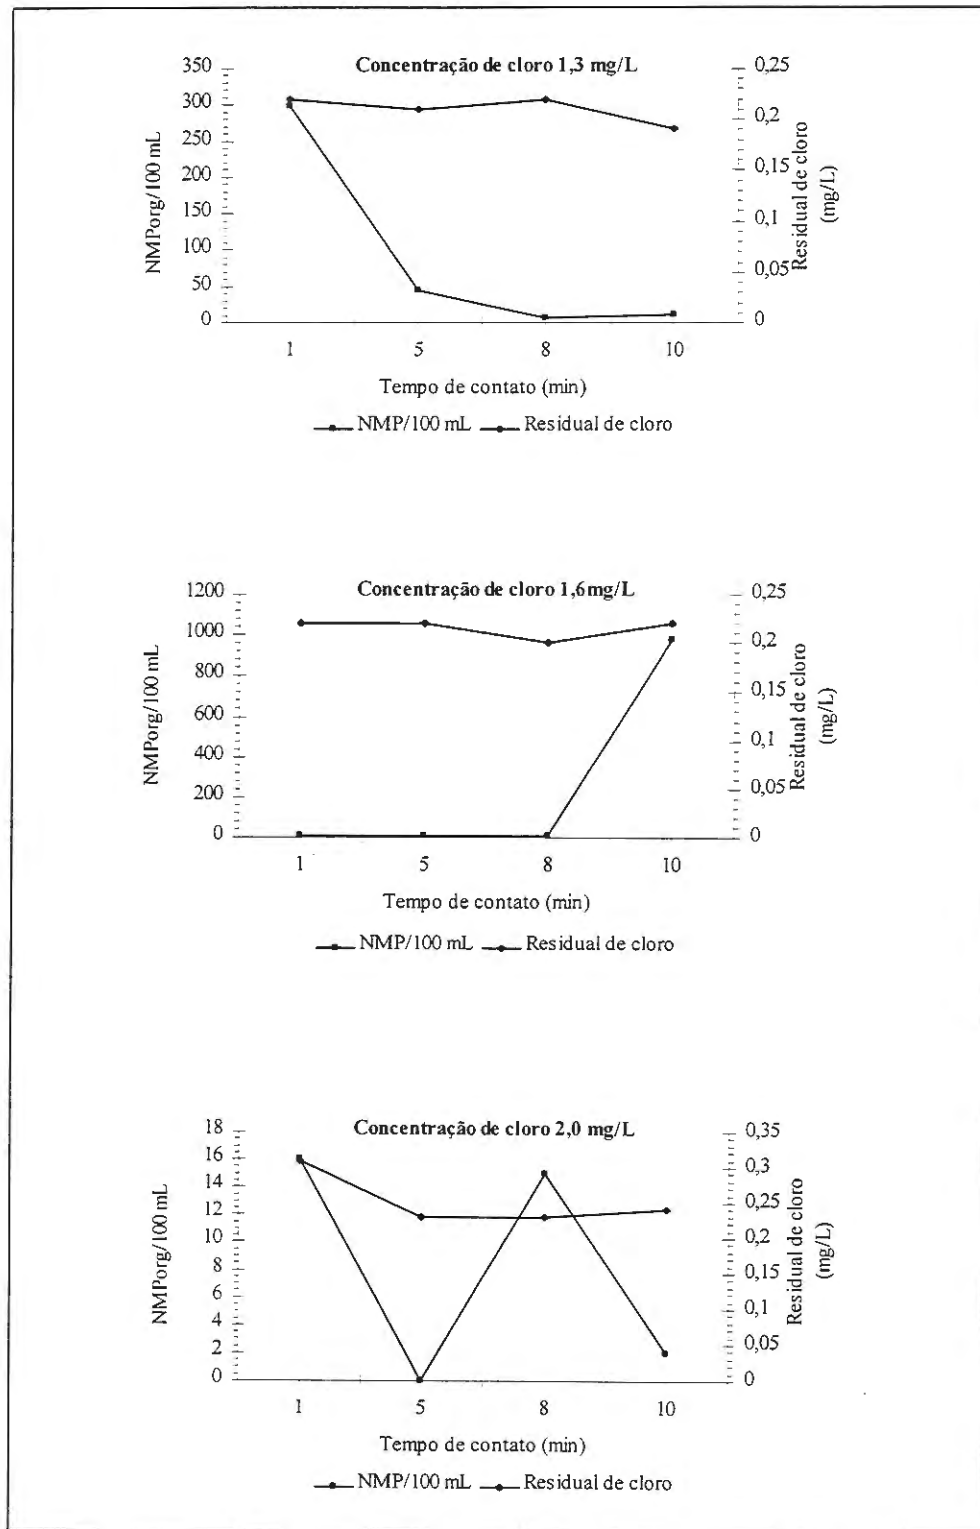 Concentração de cloro 1,3 mg/L
350
300
250
200
150
100
50
0
NMPorg/100 mL
0,25
0,2
0,15
0,1
0,05
0
Residual de cloro
(mg/L)
1 5 8 10
Tempo de contato (min)
NMP/100 mL Residual de cloro
Concentração de cloro 1,6mg/L
1200
1000
800
600
400
200
0
NMPorg/100 mL
0,25
0,2
0,15
0,1
0,05
0
Residual de cloro
(mg/L)
1 5 8 10
Tempo de contato (min)
NMP/100 mL Residual de cloro
Concentração de cloro 2,0 mg/L
18
16
14
12
10
8
6
4
2
0
NMPorg/100 mL
0,35
0,3
0,25
0,2
0,15
0,1
0,05
0
Residual de cloro
(mg/L)
1 5 8 10
Tempo de contato (min)
NMP/100 mL Residual de cloro